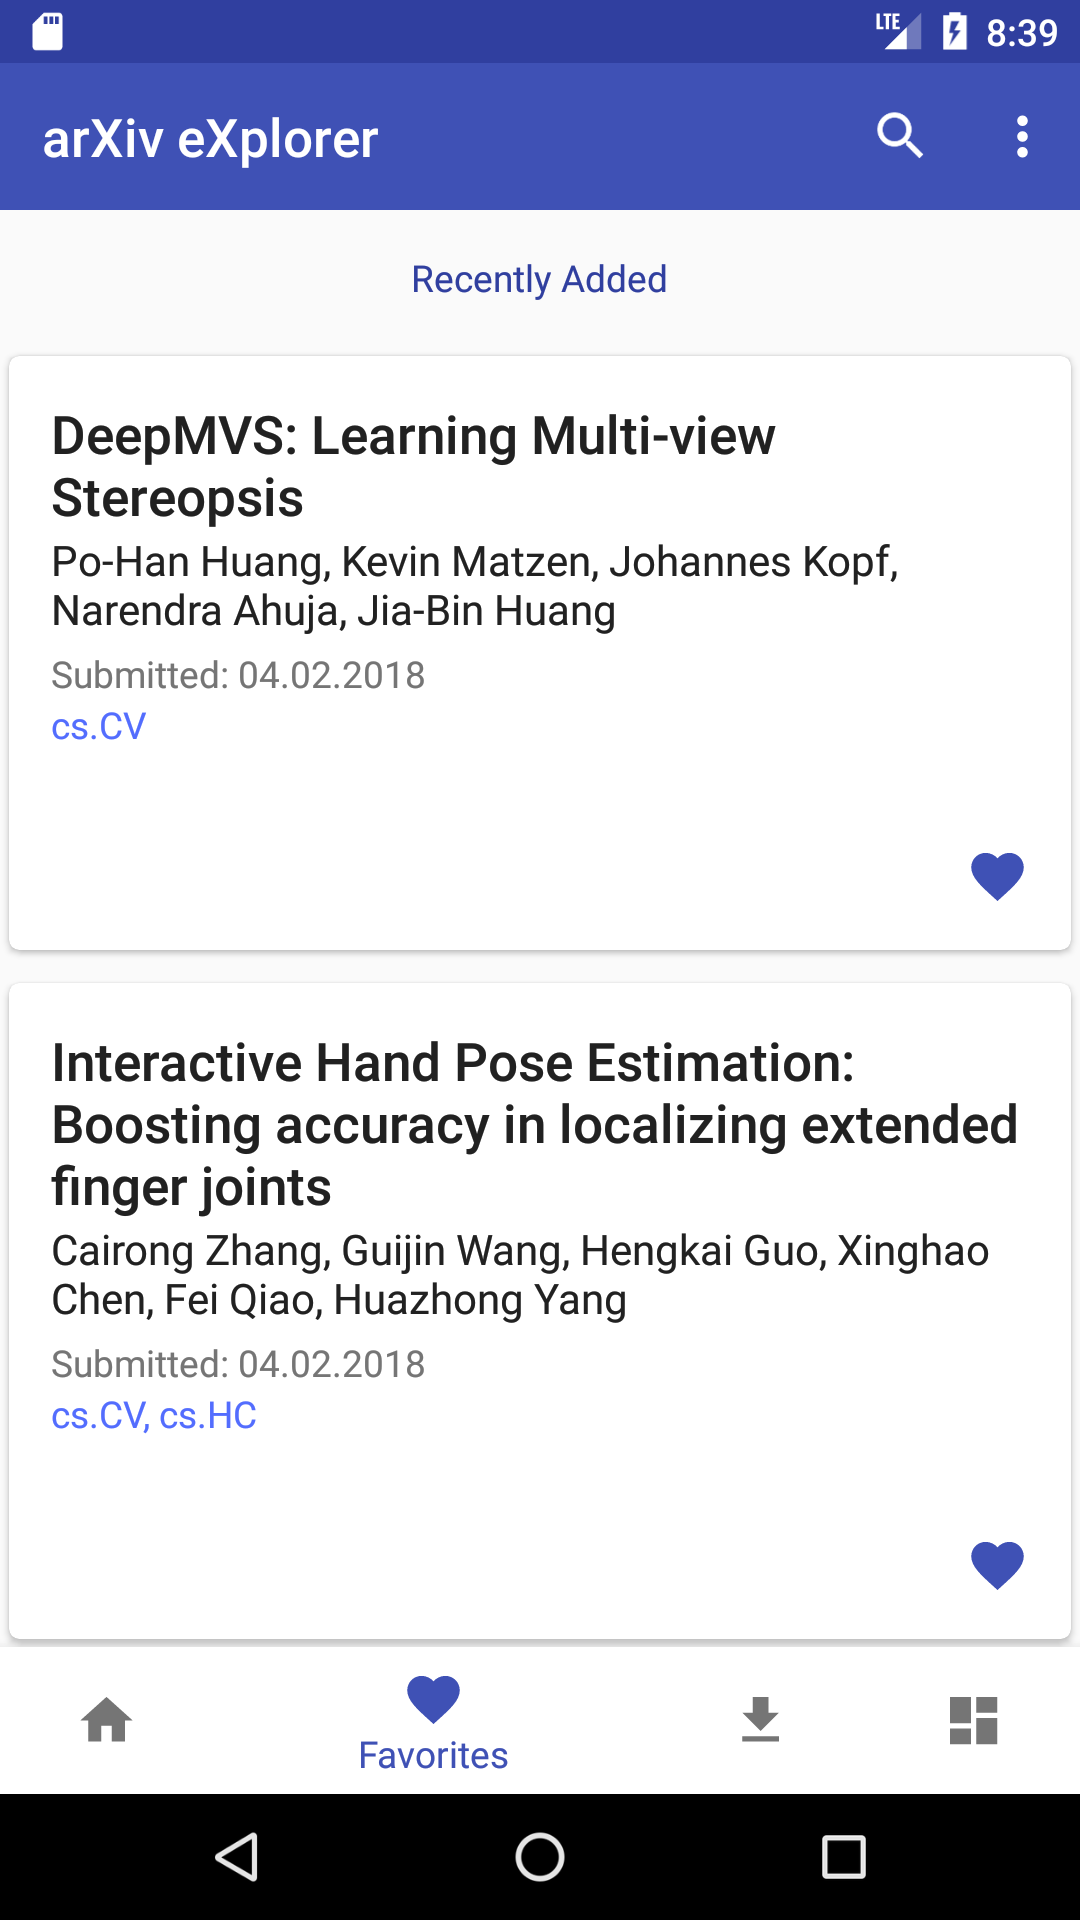 LTE 8:39
arXiv eXplorer
Recently Added
DeepMVS: Learning Multi-view
Stereopsis
Po-Han Huang, Kevin Matzen, Johannes Kopf,
Narendra Ahuja, Jia-Bin Huang
Submitted: 04.02.2018
cs.CV
Interactive Hand Pose Estimation:
Boosting accuracy in localizing extended
finger joints
Cairong Zhang, Guijin Wang, Hengkai Guo, Xinghao
Chen, Fei Qiao, Huazhong Yang
Submitted: 04.02.2018
cs.CV, cs.HC
Favorites